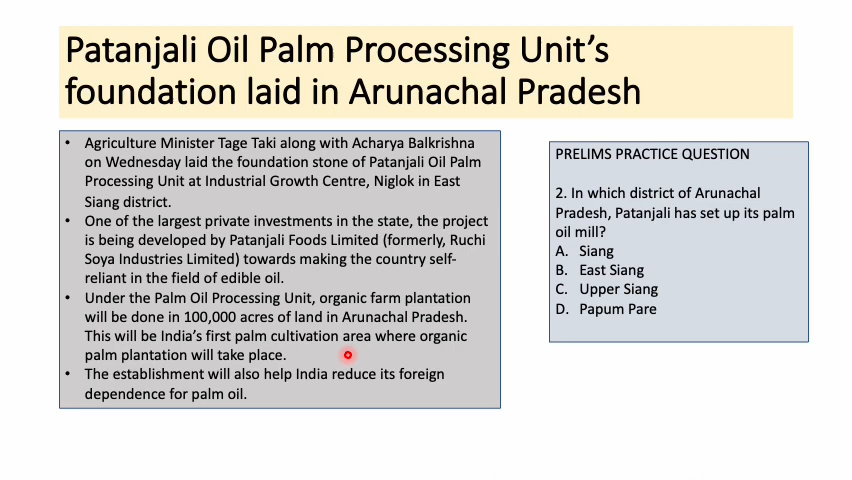 Patanjali Oil Palm Processing Unit’s
foundation laid in Arunachal Pradesh
• Agriculture Minister Tage Taki along with Acharya Balkrishna
on Wednesday laid the foundation stone of Patanjali Oil Palm
Processing Unit at Industrial Growth Centre, Niglok in East
Siang district.
• One of the largest private investments in the state, the project
is being developed by Patanjali Foods Limited (formerly, Ruchi
Soya Industries Limited) towards making the country self-
reliant in the field of edible oil.
• Under the Palm Oil Processing Unit, organic farm plantation
will be done in 100,000 acres of land in Arunachal Pradesh.
This will be India’s first palm cultivation area where organic
palm plantation will take place.
• The establishment will also help India reduce its foreign
dependence for palm oil.
PRELIMS PRACTICE QUESTION
2. In which district of Arunachal
Pradesh, Patanjali has set up its palm
oil mill?
A. Siang
B. East Siang
C. Upper Siang
D. Papum Pare